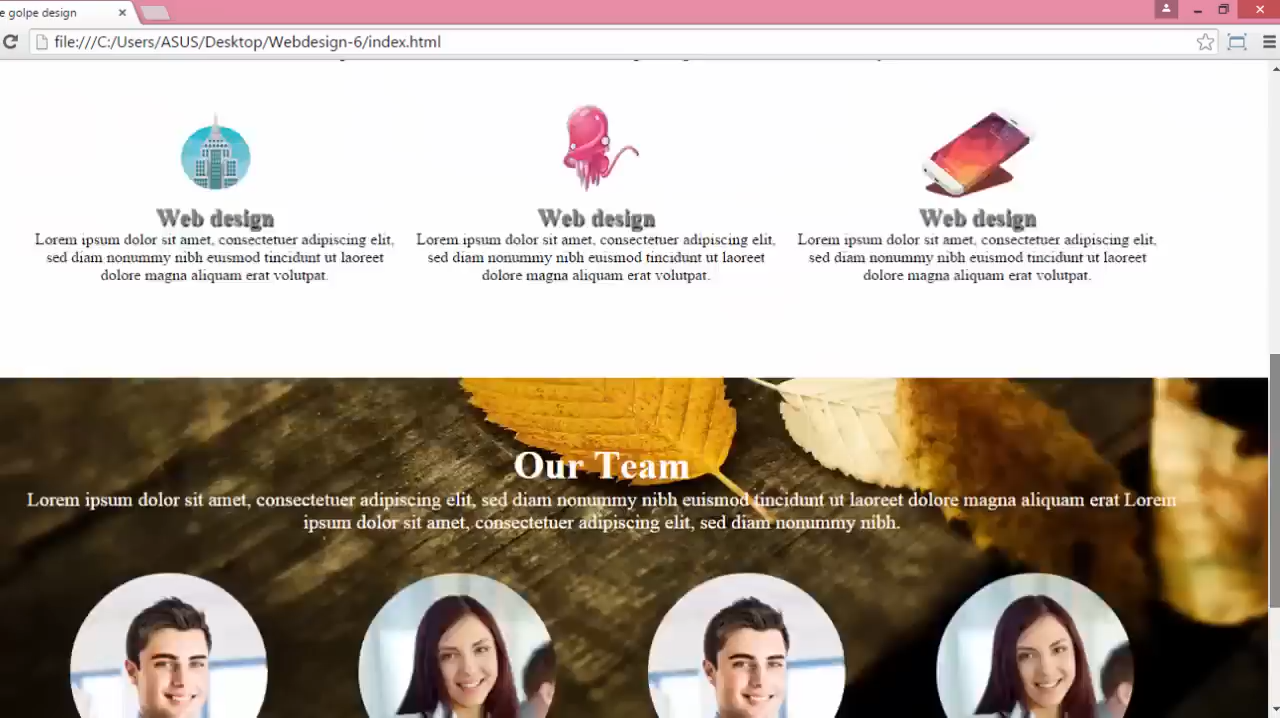 e golpe design
file:///C:/Users/ASUS/Desktop/Webdesign-6/index.html
Web design
Lorem ipsum dolor sit amet, consectetuer adipiscing elit,
sed diam nonummy nibh euismod tincidunt ut laoreet
dolore magna aliquam erat volutpat.
Web design
Lorem ipsum dolor sit amet, consectetuer adipiscing elit,
sed diam nonummy nibh euismod tincidunt ut laoreet
dolore magna aliquam erat volutpat.
Web design
Lorem ipsum dolor sit amet, consectetuer adipiscing elit,
sed diam nonummy nibh euismod tincidunt ut laoreet
dolore magna aliquam erat volutpat.
Our Team
Lorem ipsum dolor sit amet, consectetuer adipiscing elit, sed diam nonummy nibh euismod tincidunt ut laoreet dolore magna aliquam erat Lorem
ipsum dolor sit amet, consectetuer adipiscing elit, sed diam nonummy nibh.